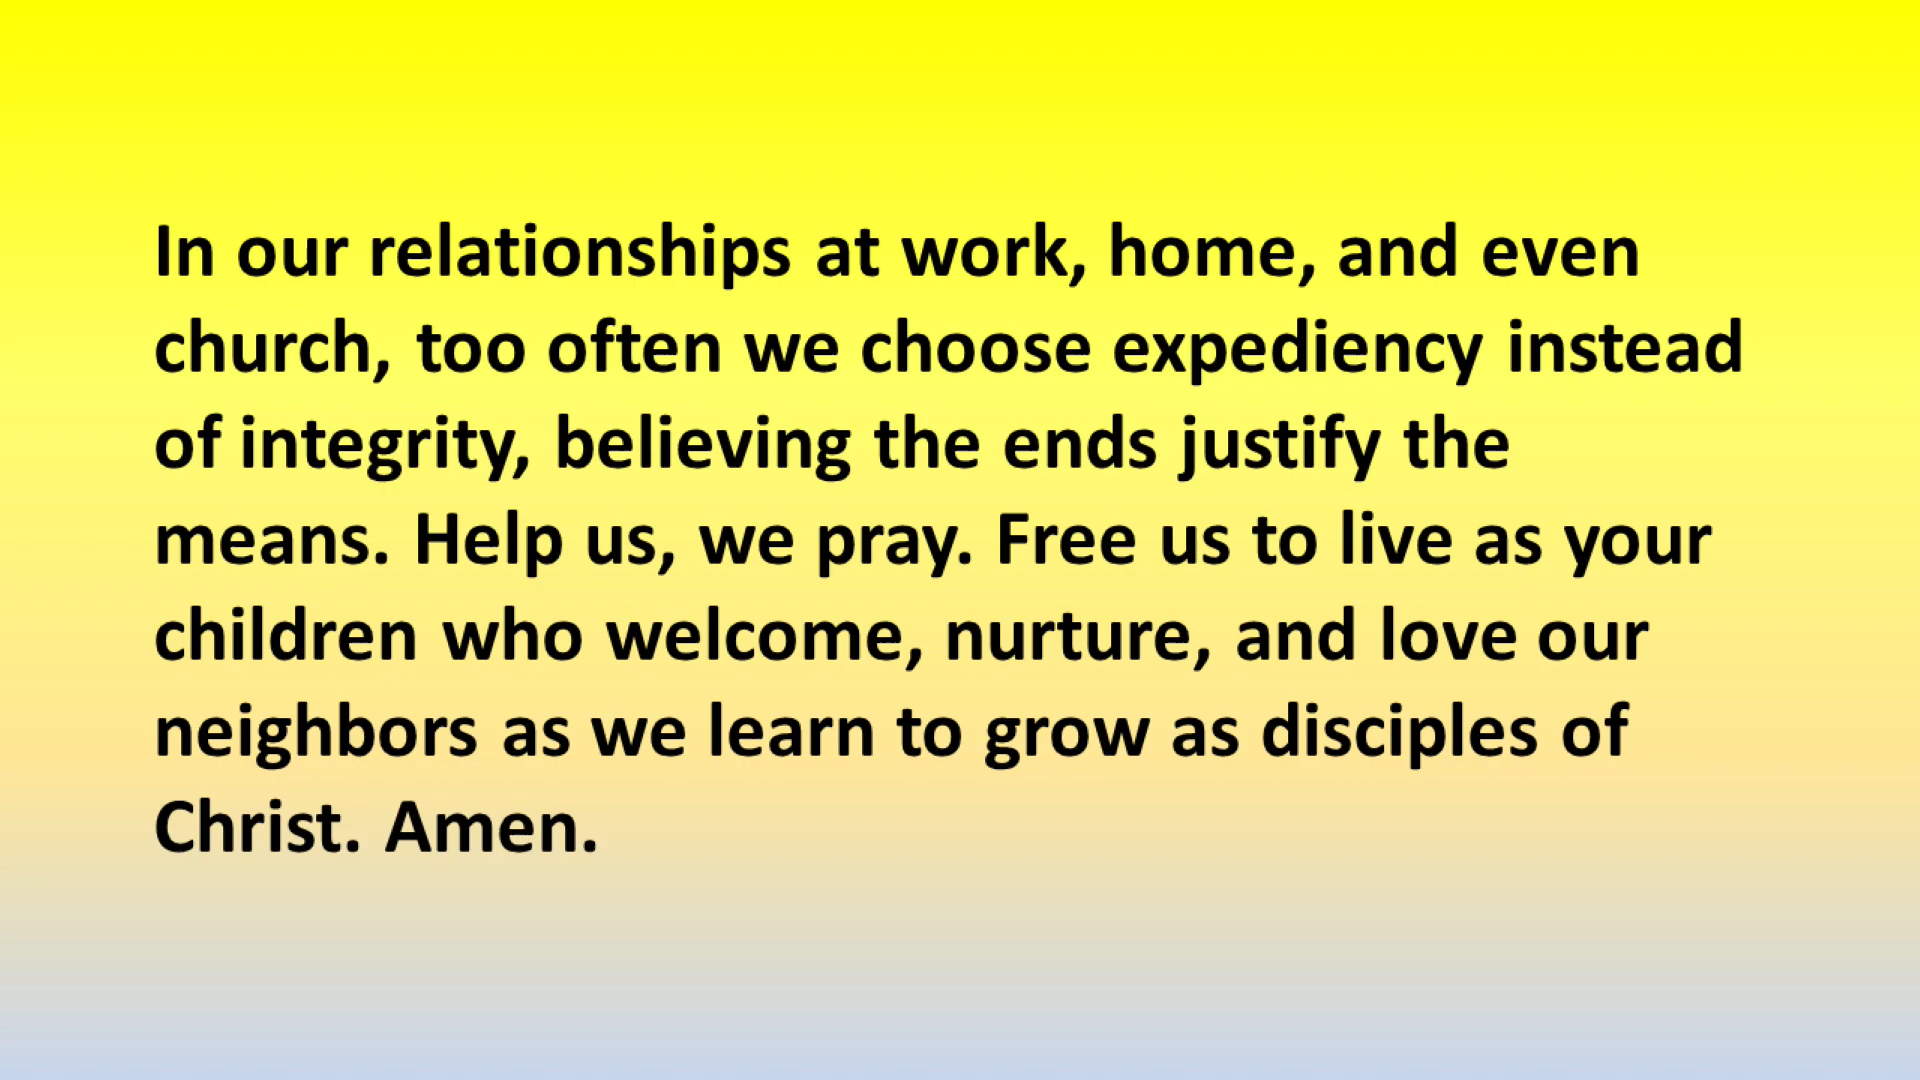 In our relationships at work, home, and even
church, too often we choose expediency instead
of integrity, believing the ends justify the
means. Help us, we pray. Free us to live as your
children who welcome, nurture, and love our
neighbors as we learn to grow as disciples of
Christ. Amen.